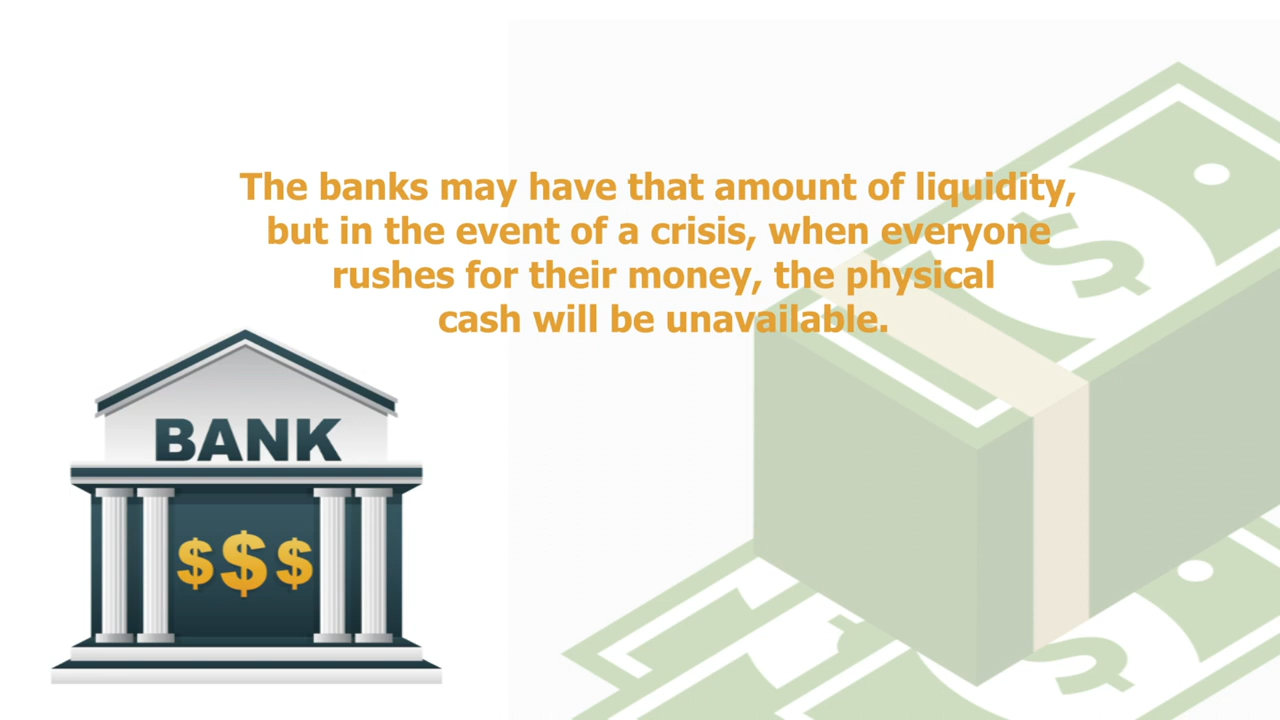 The banks may have that amount of liquidity,
but in the event of a crisis, when everyone
rushes for their money, the physical
cash will be unavailable.
BANK
$$$
$
$